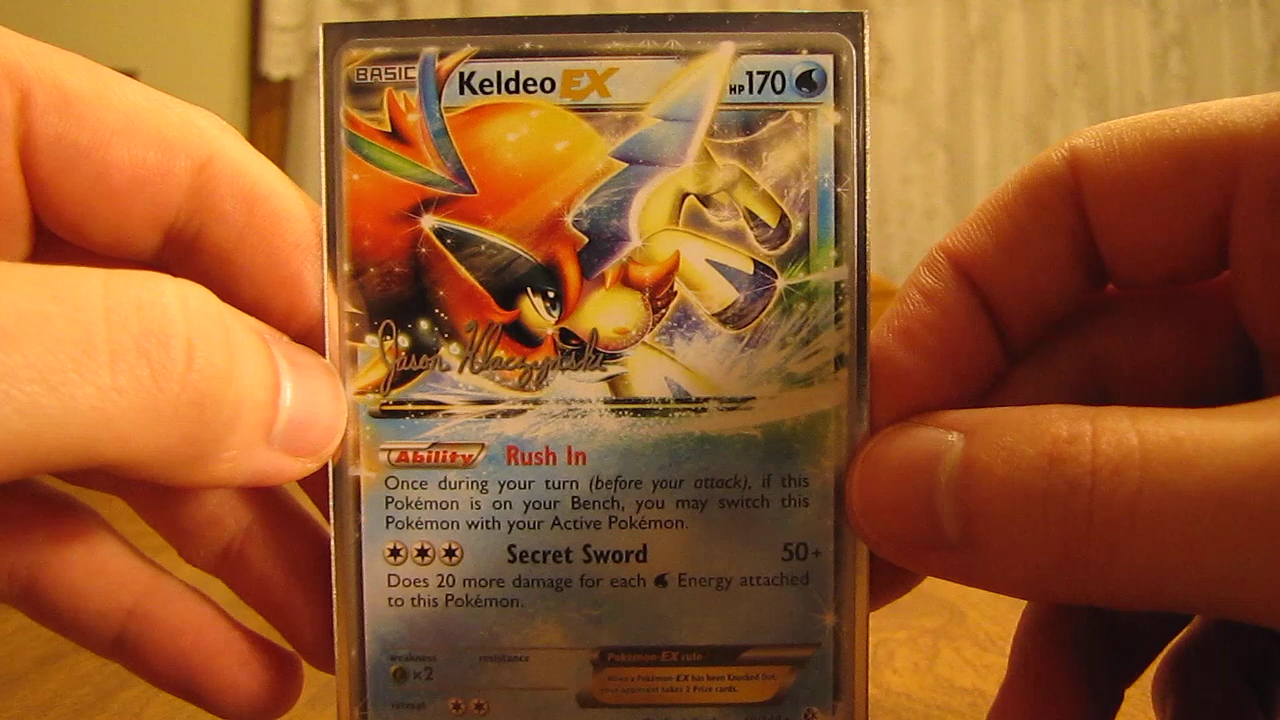 BASIC Keldeo EX HP170
Jason Klaczynski
Ability Rush In
Once during your turn (before your attack), if this
Pokémon is on your Bench, you may switch this
Pokémon with your Active Pokémon.
Secret Sword 50+
Does 20 more damage for each Energy attached
to this Pokémon.
weakness resistance Pokémon-EX rule
×2 When a Pokémon-EX has been Knocked Out,
your opponent takes 2 Prize cards.
retreat